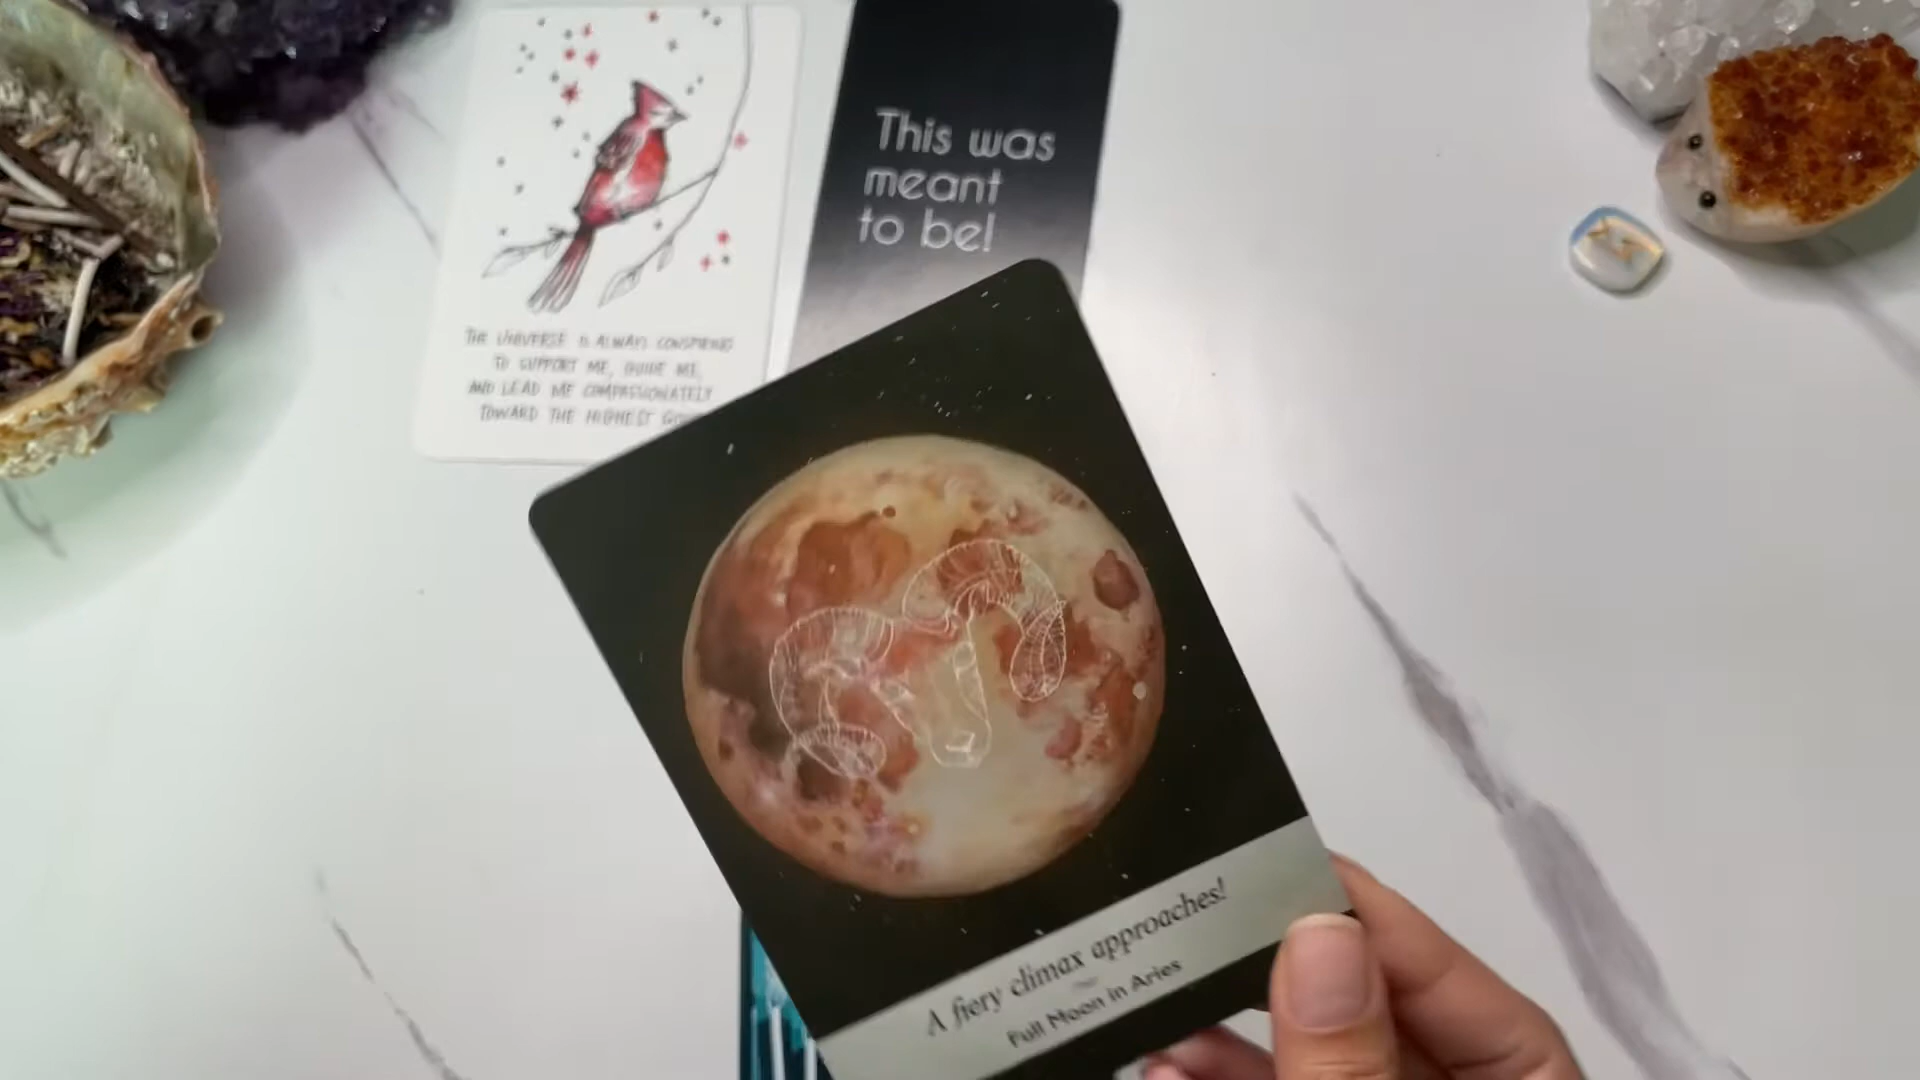 THE UNIVERSE IS ALWAYS CONSPIRING
TO SUPPORT ME, GUIDE ME,
AND LEAD ME COMPASSIONATELY
TOWARD THE HIGHEST
This was
meant
to be!
A fiery climax approaches!
Full Moon in Aries